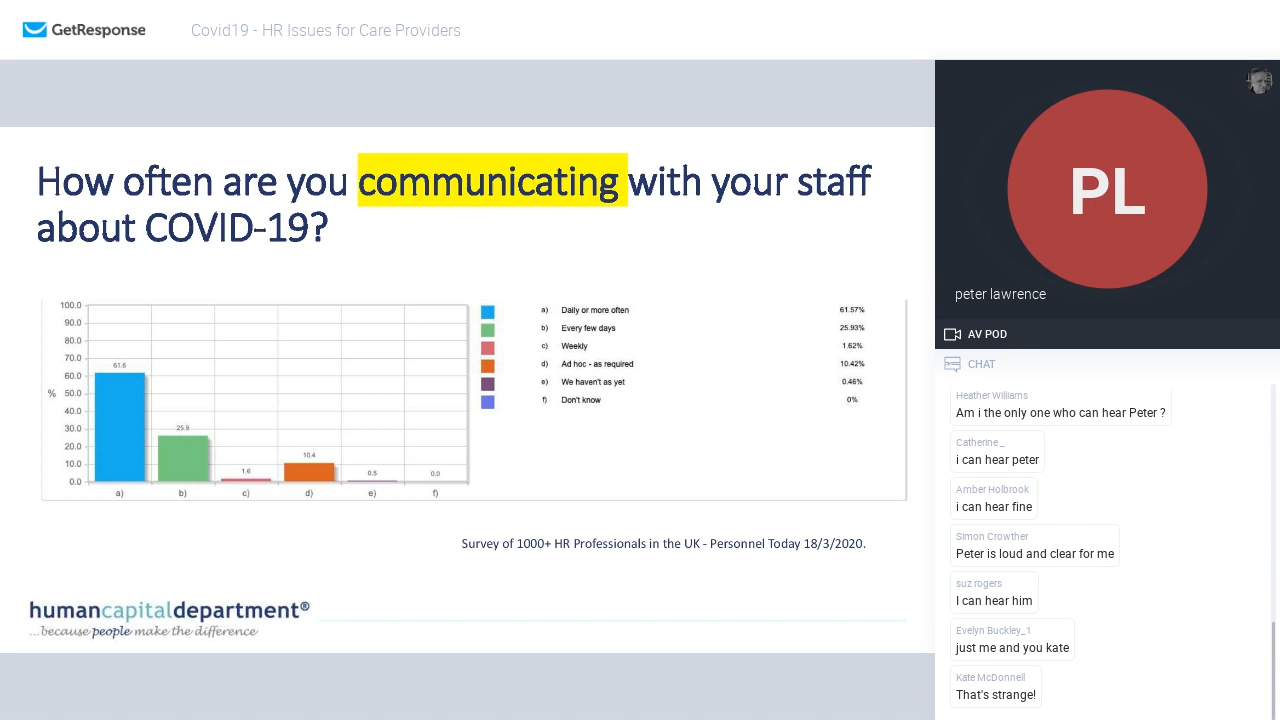 GetResponse
Covid19 - HR Issues for Care Providers
How often are you communicating with your staff
about COVID-19?
100.0
90.0
80.0
70.0
60.0
50.0
40.0
30.0
20.0
10.0
0.0
%
61.6
25.9
1.6
10.4
0.5
0.0
a) b) c) d) e) f)
a) Daily or more often 61.57%
b) Every few days 25.93%
c) Weekly 1.62%
d) Ad hoc - as required 10.42%
e) We haven't as yet 0.46%
f) Don't know 0%
Survey of 1000+ HR Professionals in the UK - Personnel Today 18/3/2020.
humancapitaldepartment®
...because people make the difference
PL
peter lawrence
AV POD
CHAT
Heather Williams
Am i the only one who can hear Peter ?
Catherine _
i can hear peter
Amber Holbrook
i can hear fine
Simon Crowther
Peter is loud and clear for me
suz rogers
I can hear him
Evelyn Buckley_1
just me and you kate
Kate McDonnell
That's strange!